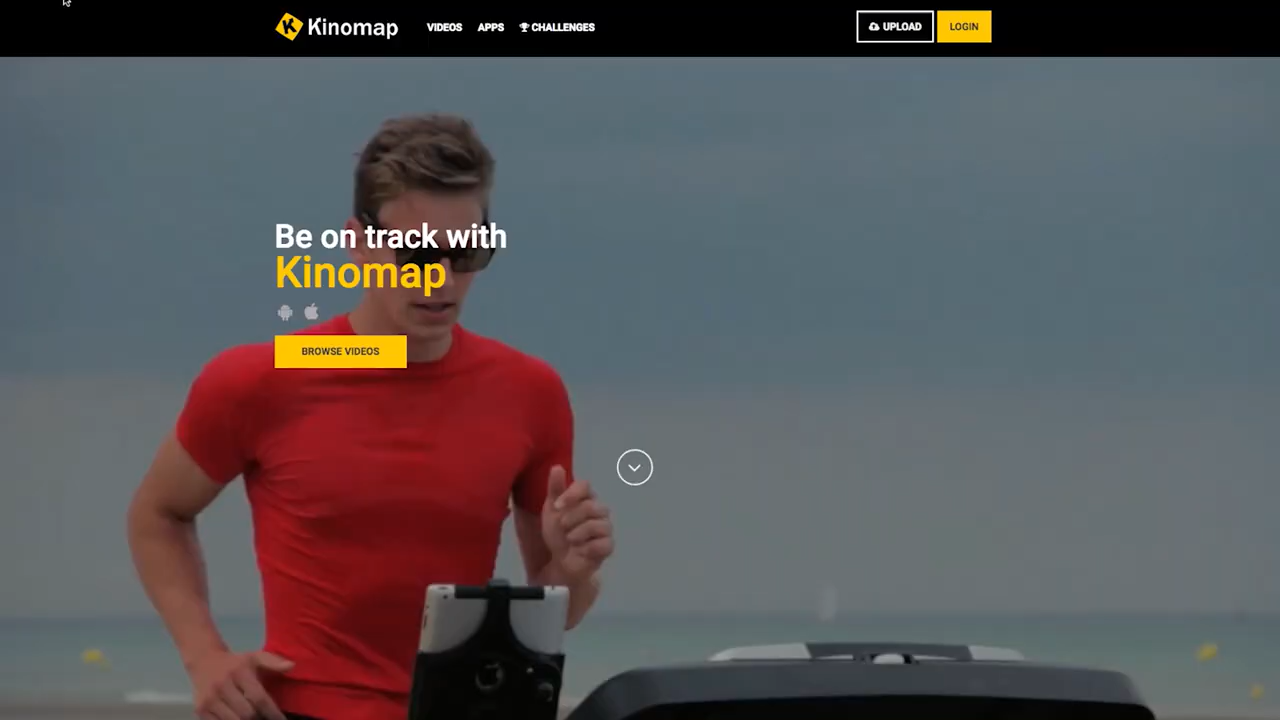 Kinomap
VIDEOS
APPS
CHALLENGES
UPLOAD
LOGIN
Be on track with
Kinomap
BROWSE VIDEOS